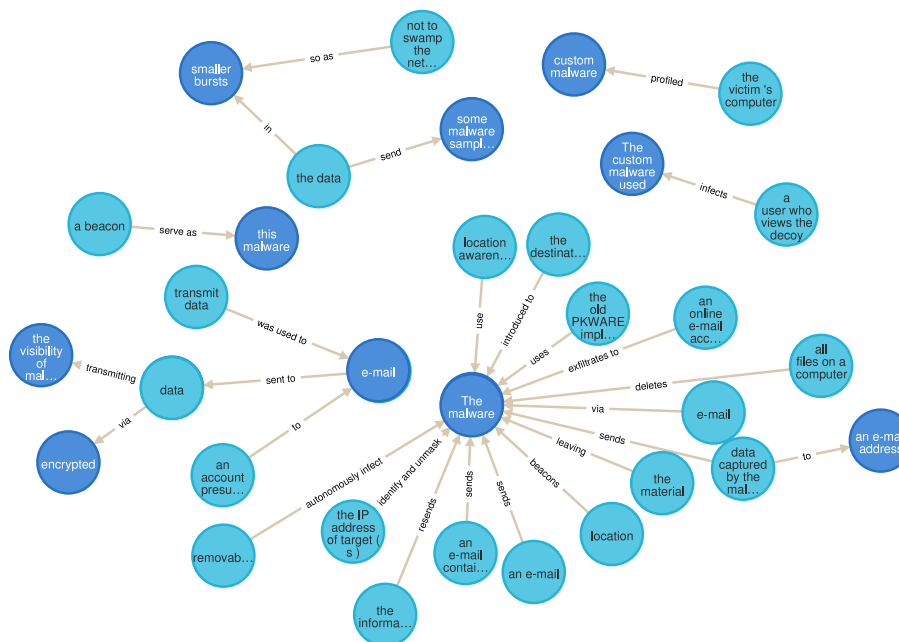 not to
swamp
the
net…
so as
smaller
bursts
custom
malware
profiled
the
victim 's
computer
in
some
malware
sampl…
send
the data
The
custom
malware
used
infects
a
user who
views the
decoy
a beacon
serve as
this
malware
location
awaren…
the
destinat…
use
introduced to
transmit
data
was used to
the
old
PKWARE
impl…
uses
an
online
e-mail
acc…
exfiltrates to
the
visibility
of
mal…
transmitting
data
sent to
e-mail
all
files on a
computer
deletes
The
malware
via
e-mail
via
to
sends
leaving
encrypted
an
account
presu…
autonomously infect
identify and unmask
resends
sends
sends
beacons
the
material
data
captured
by the
mal…
to
an e-mail
address
removab…
the IP
address
of target (
s )
an
e-mail
contai…
an e-mail
location
the
informa…